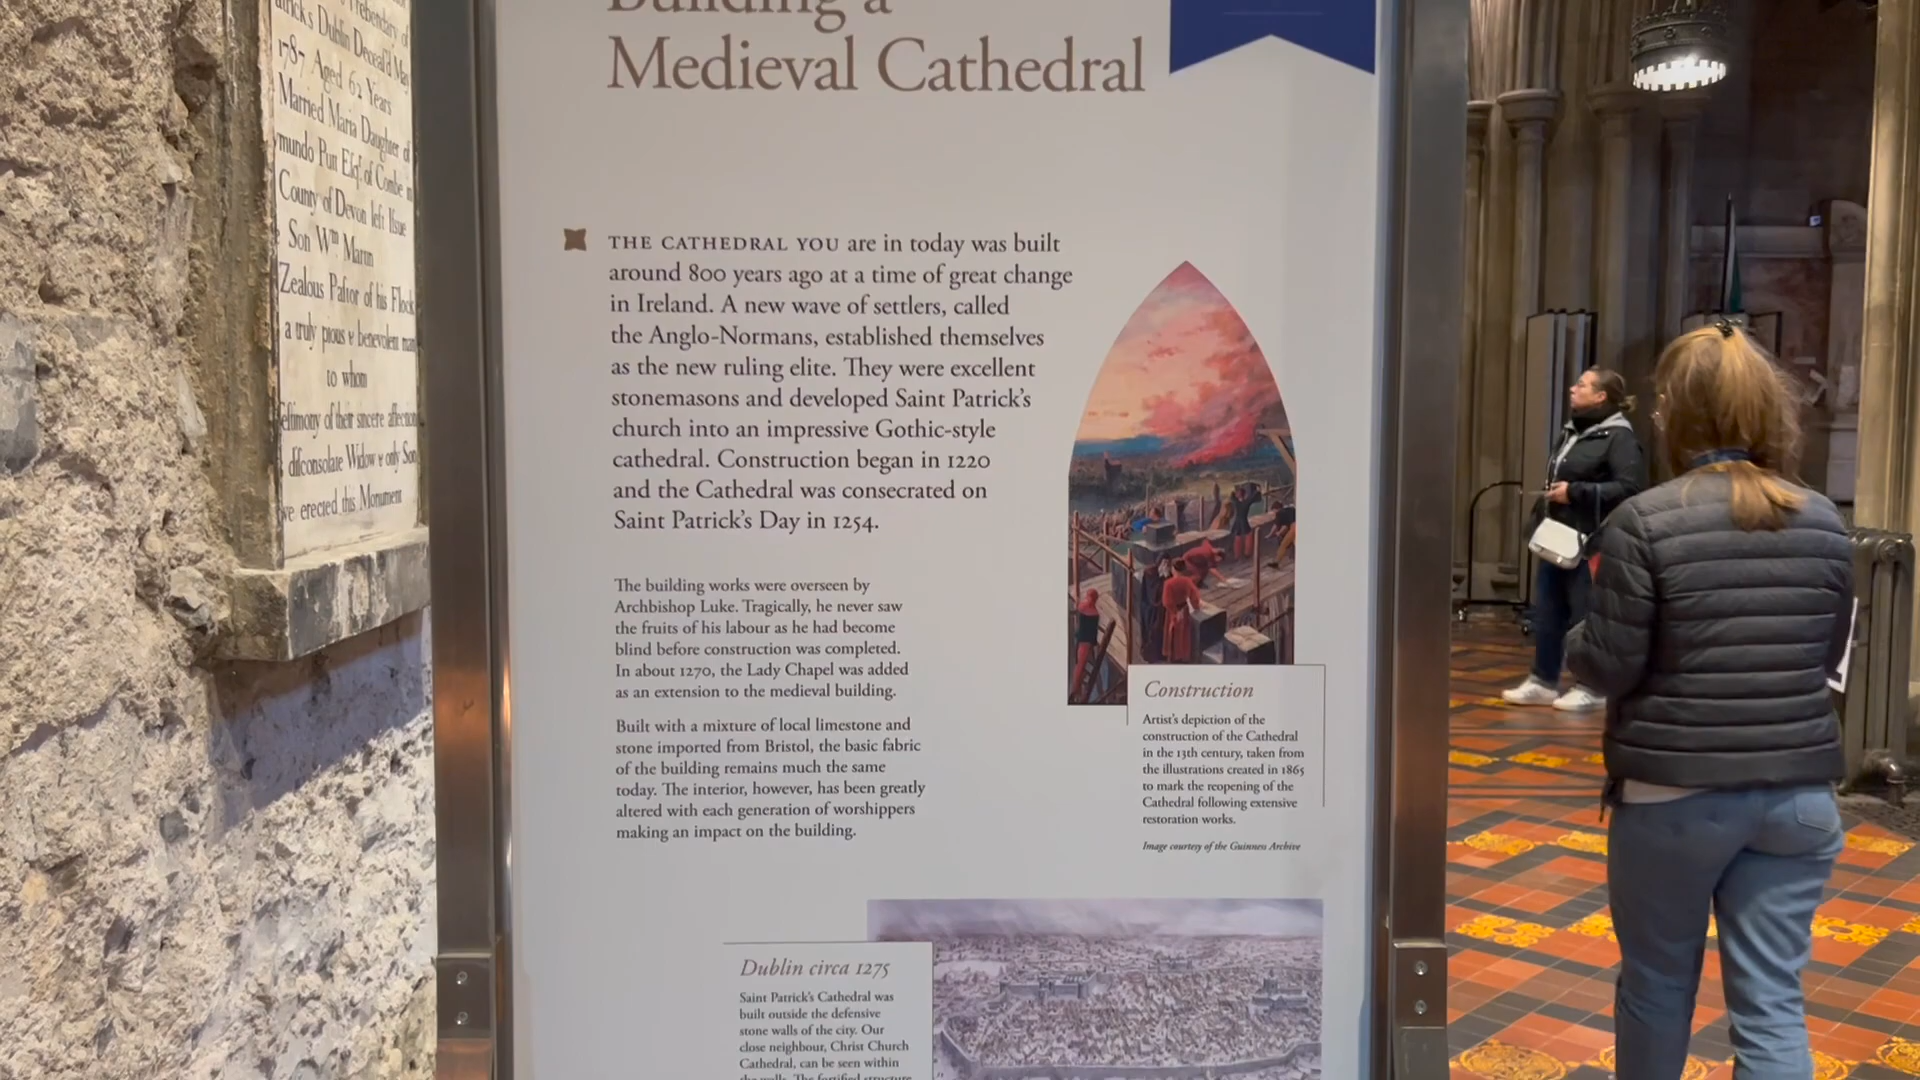 Prebendary of
trick's Dublin Deceas'd May
1787 Aged 62 Years
Married Maria Daughter of
County of Devon left Issue
Son Wm Martin
Zealous Pastor of his Flock
a truly pious & benevolent man
to whom
estimony of their sincere affection
disconsolate Widow & only Son
ve erected this Monument
Building a
Medieval Cathedral
THE CATHEDRAL YOU are in today was built
around 800 years ago at a time of great change
in Ireland. A new wave of settlers, called
the Anglo-Normans, established themselves
as the new ruling elite. They were excellent
stonemasons and developed Saint Patrick's
church into an impressive Gothic-style
cathedral. Construction began in 1220
and the Cathedral was consecrated on
Saint Patrick's Day in 1254.
The building works were overseen by
Archbishop Luke. Tragically, he never saw
the fruits of his labour as he had become
blind before construction was completed.
In about 1270, the Lady Chapel was added
as an extension to the medieval building.
Built with a mixture of local limestone and
stone imported from Bristol, the basic fabric
of the building remains much the same
today. The interior, however, has been greatly
altered with each generation of worshippers
making an impact on the building.
Construction
Artist's depiction of the
construction of the Cathedral
in the 13th century, taken from
the illustrations created in 1865
to mark the reopening of the
Cathedral following extensive
restoration works.
Image courtesy of the Guinness Archive
Dublin circa 1275
Saint Patrick's Cathedral was
built outside the defensive
stone walls of the city. Our
close neighbour, Christ Church
Cathedral, can be seen within
the walls. The fortified structure